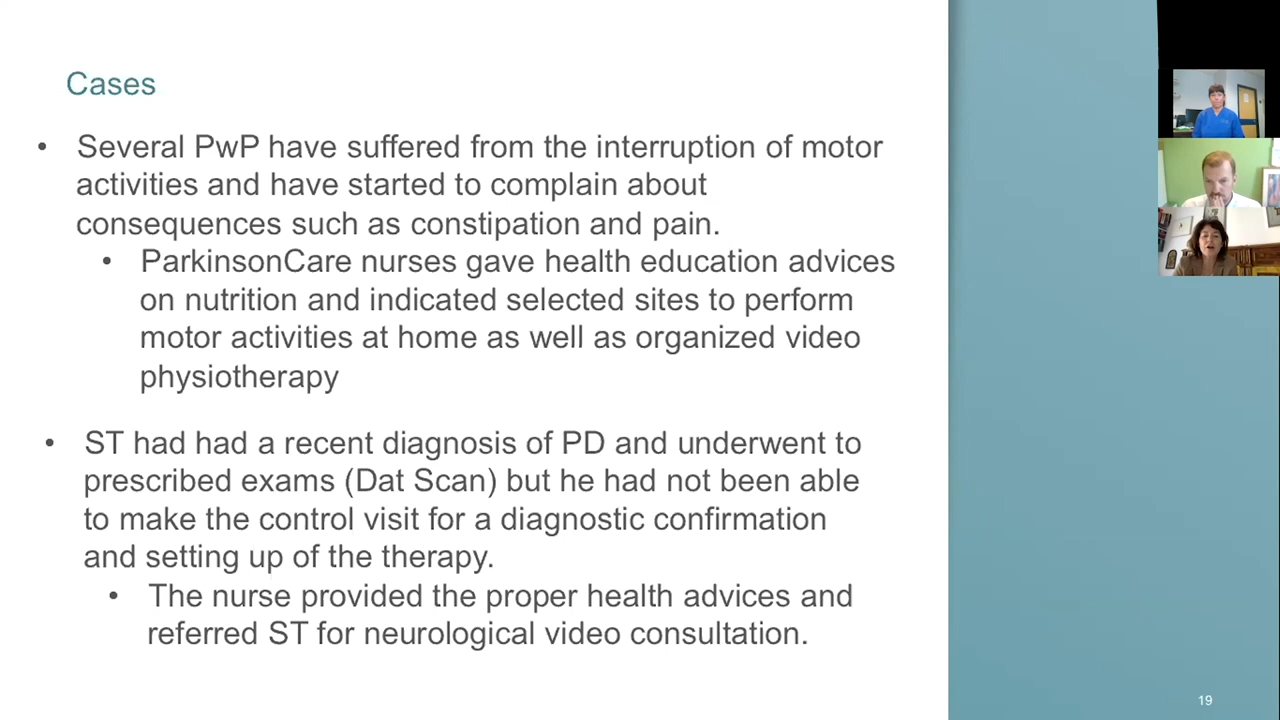 Cases
• Several PwP have suffered from the interruption of motor
activities and have started to complain about
consequences such as constipation and pain.
• ParkinsonCare nurses gave health education advices
on nutrition and indicated selected sites to perform
motor activities at home as well as organized video
physiotherapy
• ST had had a recent diagnosis of PD and underwent to
prescribed exams (Dat Scan) but he had not been able
to make the control visit for a diagnostic confirmation
and setting up of the therapy.
• The nurse provided the proper health advices and
referred ST for neurological video consultation.
19